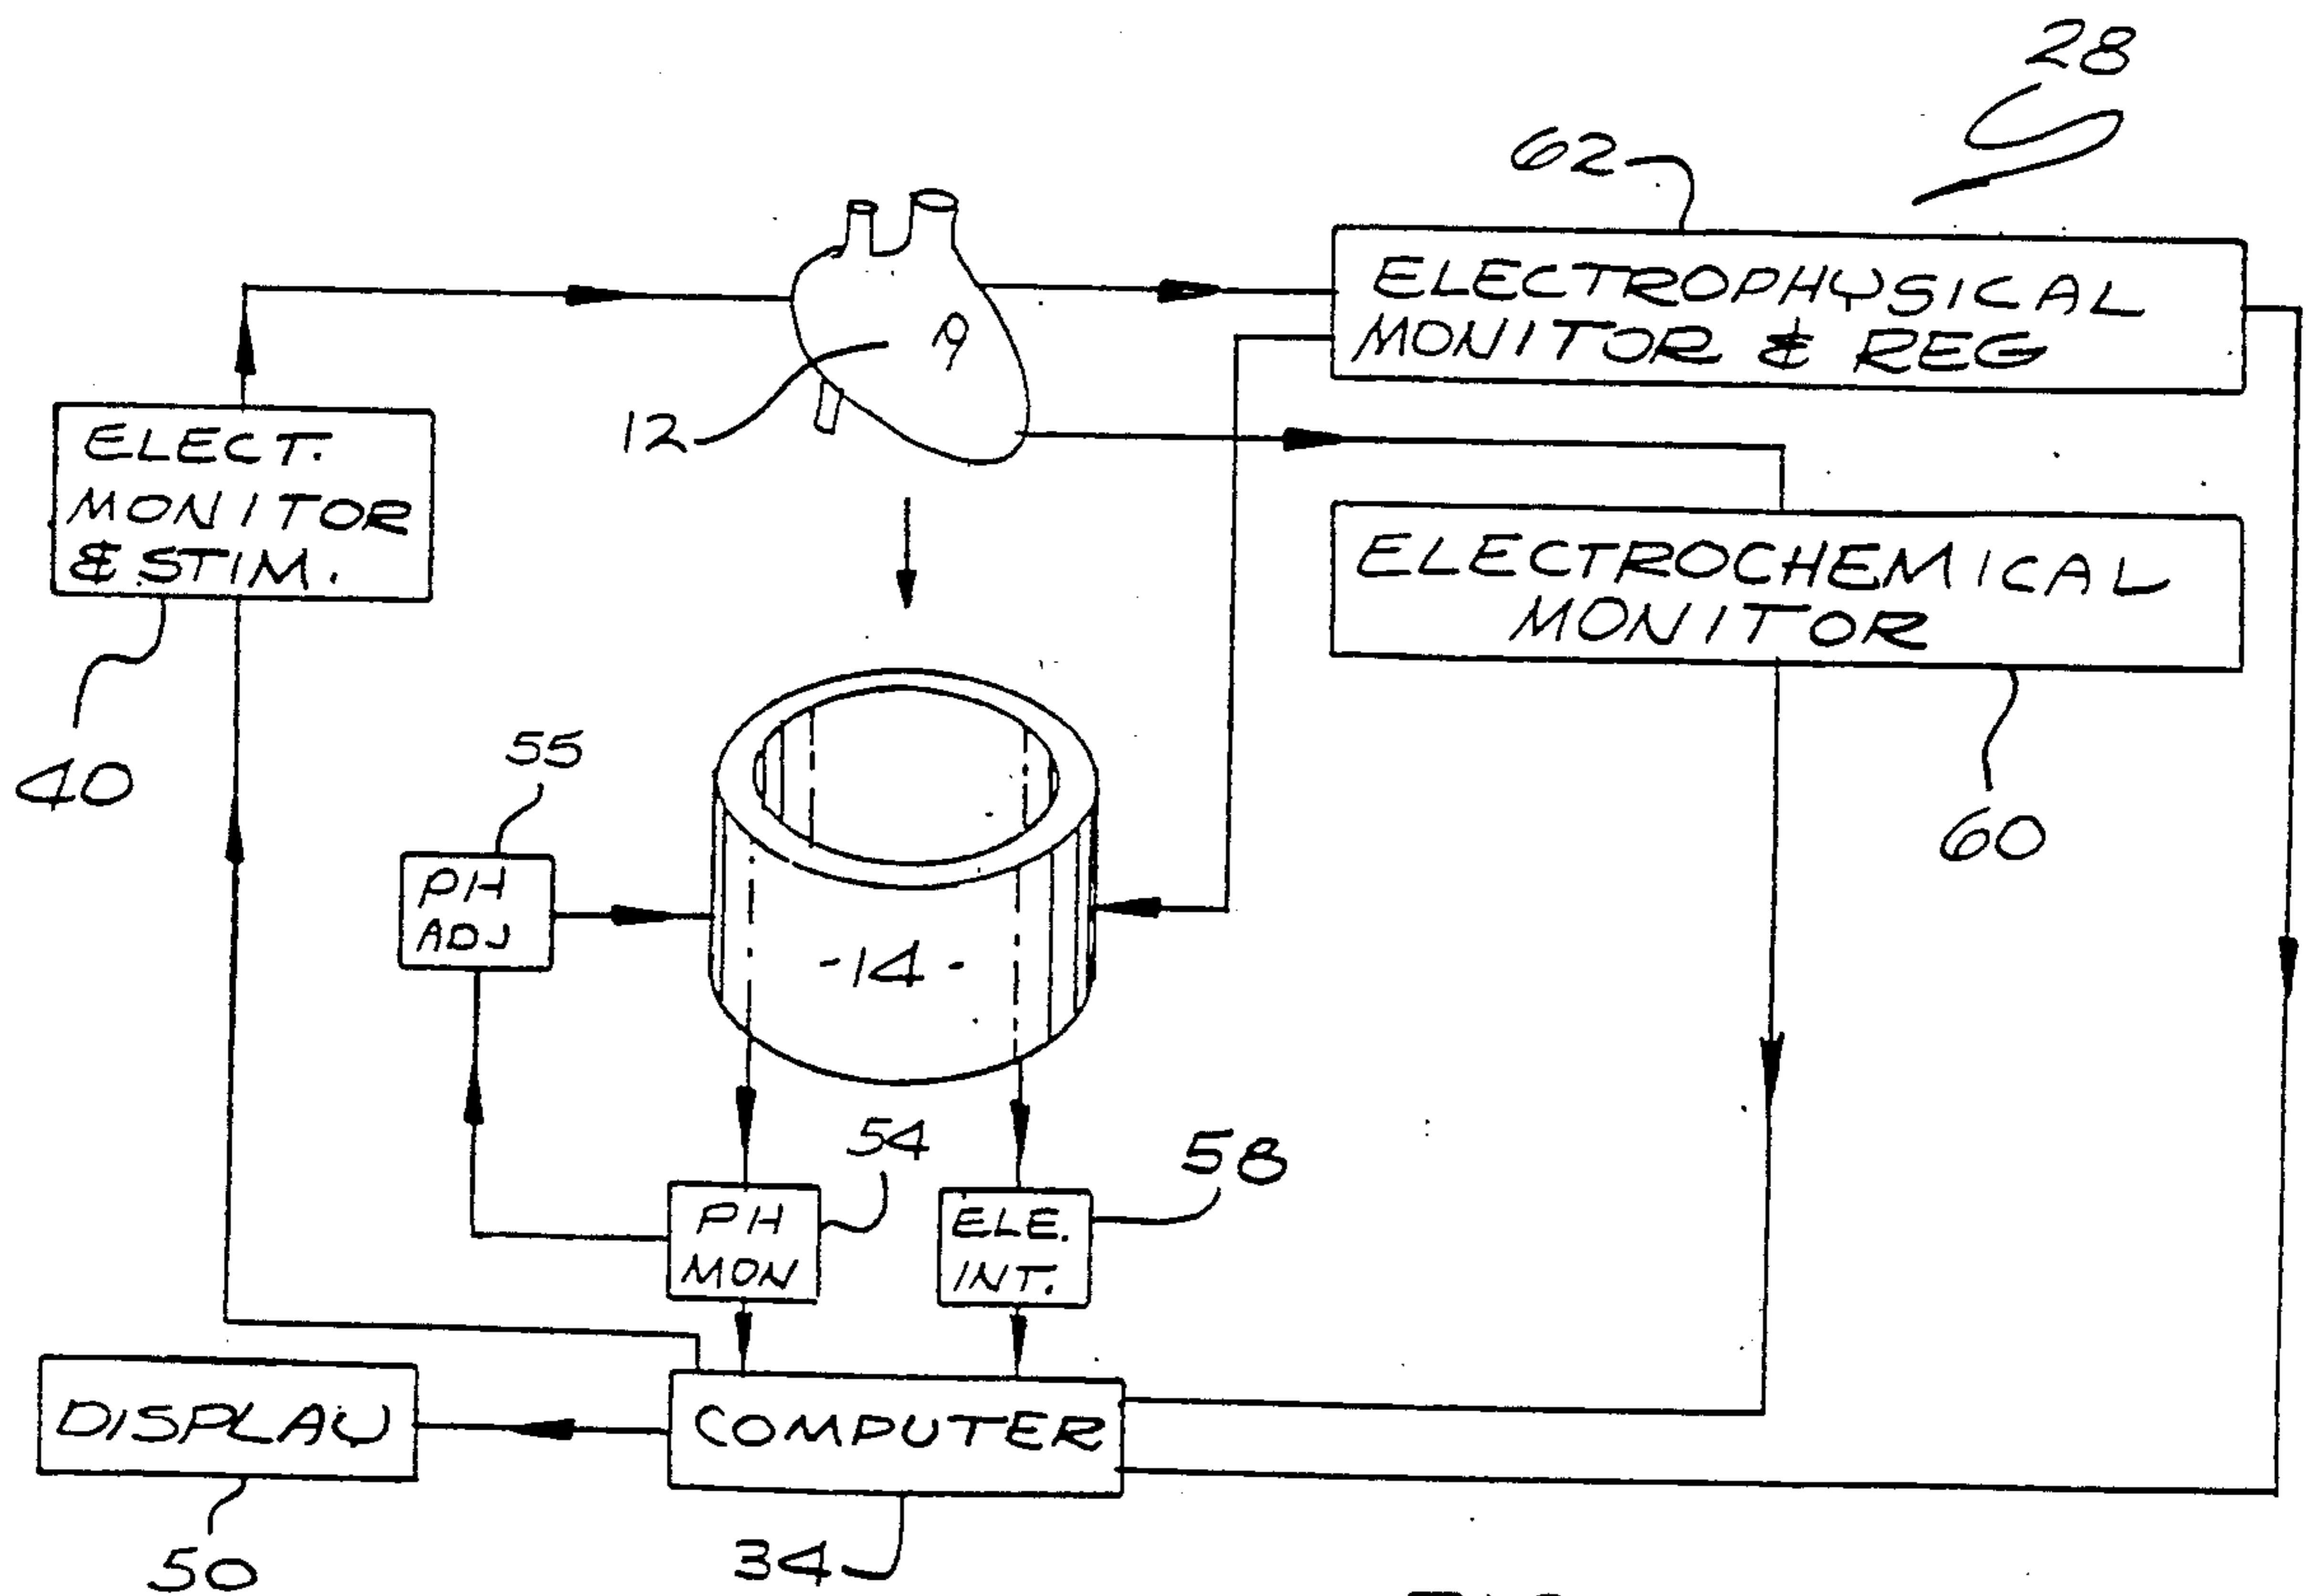 28
62
ELECTROPHYSICAL
MONITOR & REG
12
ELECT.
MONITOR
& STIM.
ELECTROCHEMICAL
MONITOR
40
55
60
PH
ADJ
-14-
54
58
PH
MON
ELE.
INT.
DISPLAY
COMPUTER
50
34